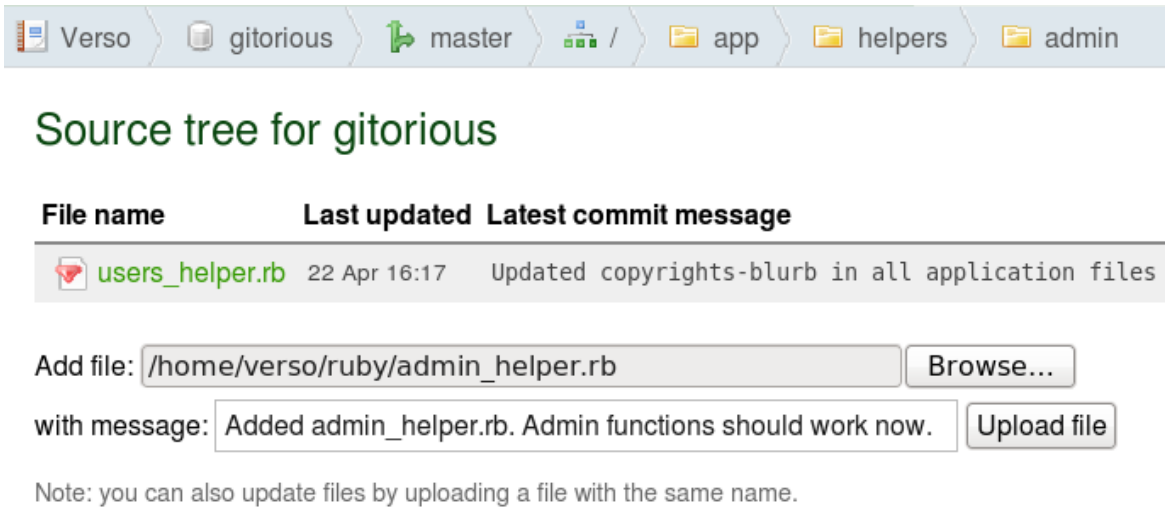 Verso gitorious master / app helpers admin
Source tree for gitorious
File name Last updated Latest commit message
users_helper.rb 22 Apr 16:17 Updated copyrights-blurb in all application files
Add file: /home/verso/ruby/admin_helper.rb Browse...
with message: Added admin_helper.rb. Admin functions should work now. Upload file
Note: you can also update files by uploading a file with the same name.